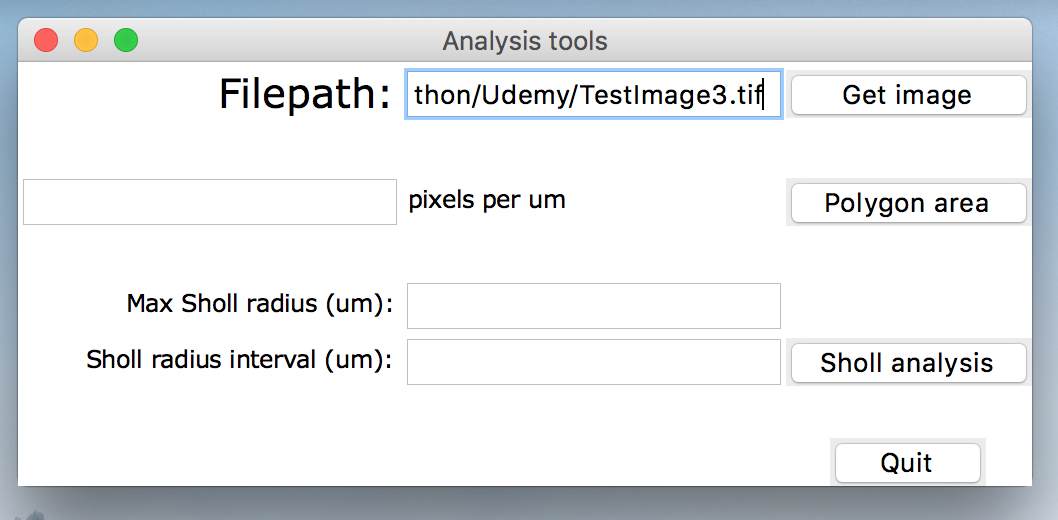 Analysis tools
Filepath: thon/Udemy/TestImage3.tif Get image
pixels per um Polygon area
Max Sholl radius (um):
Sholl radius interval (um): Sholl analysis
Quit